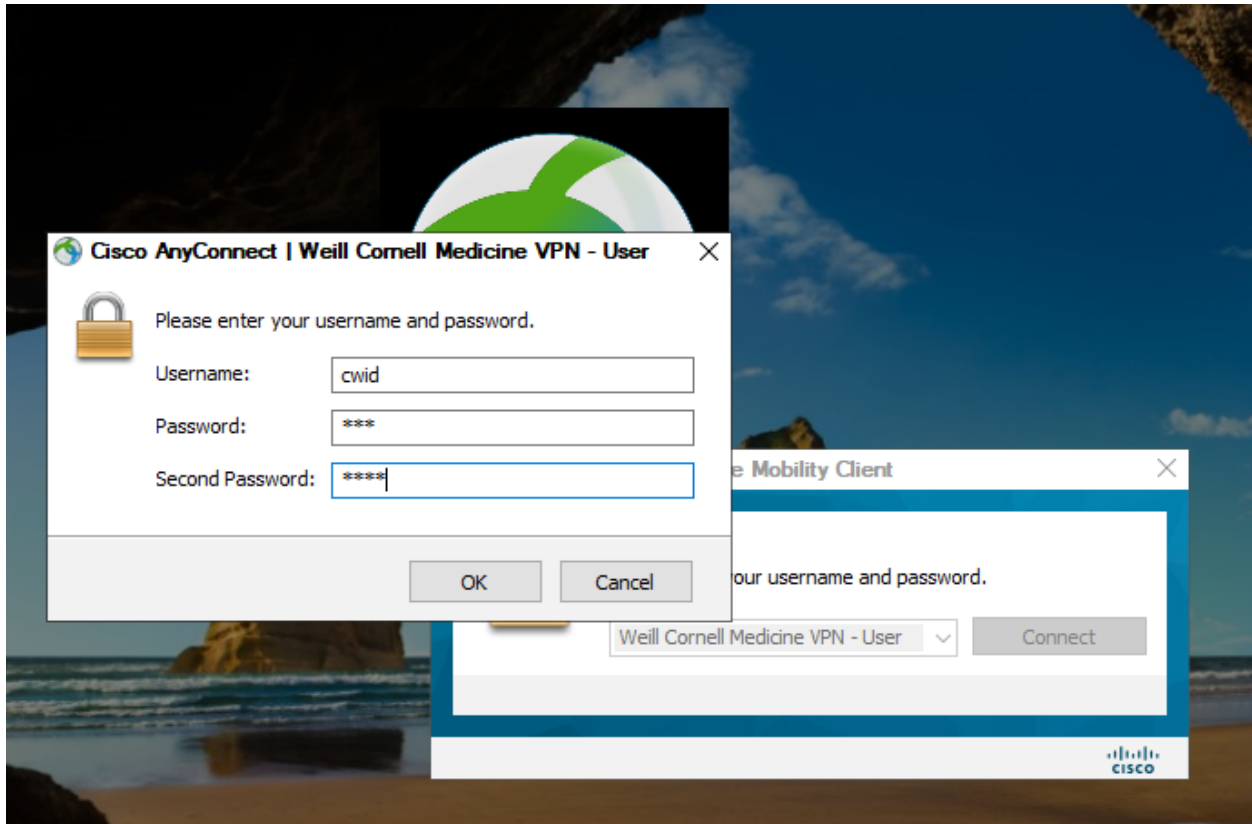 Cisco AnyConnect | Weill Cornell Medicine VPN - User
Please enter your username and password.
Username: cwid
Password: ***
Second Password: ****
OK Cancel
e Mobility Client
our username and password.
Weill Cornell Medicine VPN - User Connect
CISCO